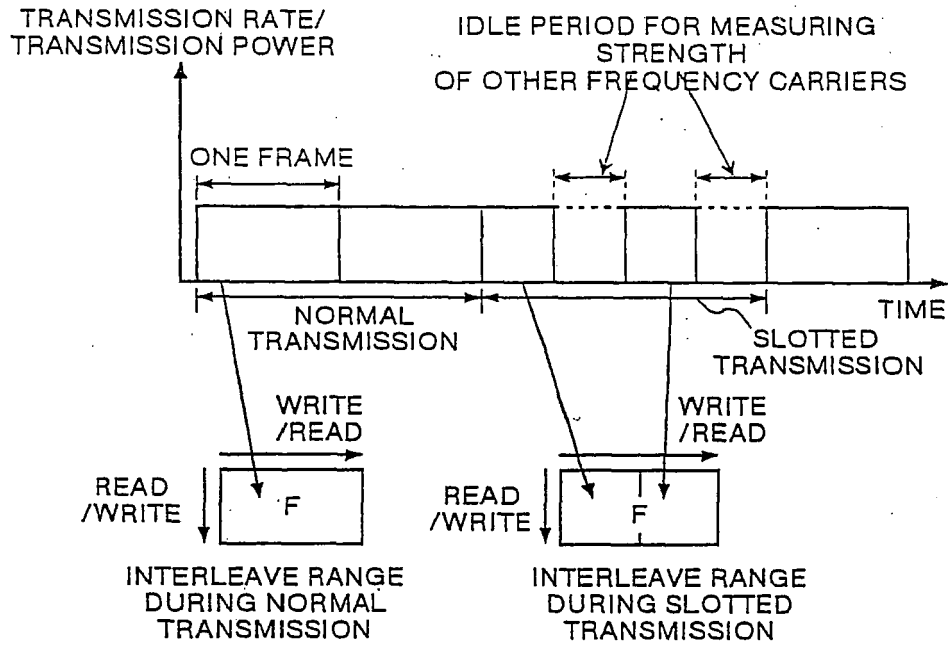 TRANSMISSION RATE/
TRANSMISSION POWER
IDLE PERIOD FOR MEASURING
STRENGTH
OF OTHER FREQUENCY CARRIERS
ONE FRAME
TIME
NORMAL
TRANSMISSION
SLOTTED
TRANSMISSION
WRITE
/READ
READ
/WRITE
F
INTERLEAVE RANGE
DURING NORMAL
TRANSMISSION
WRITE
/READ
READ
/WRITE
F
INTERLEAVE RANGE
DURING SLOTTED
TRANSMISSION